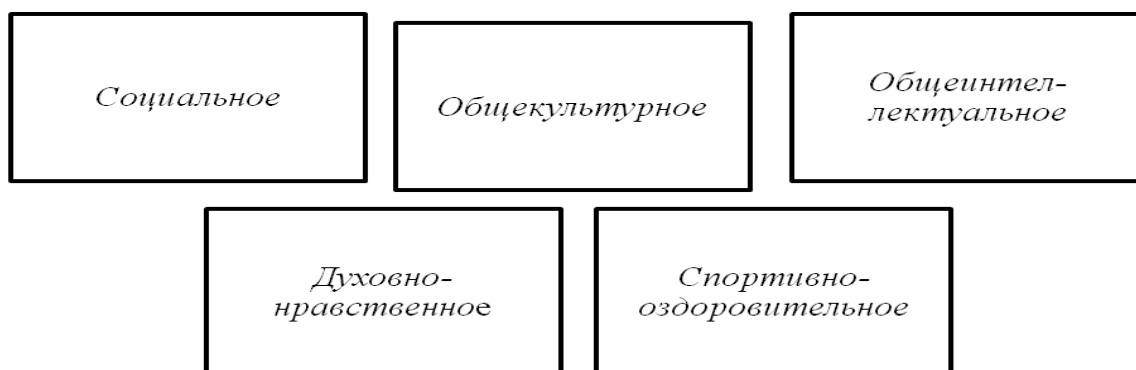 Социальное
Общекультурное
Общеинтел-
лектуальное
Духовно-
нравственное
Спортивно-
оздоровительное